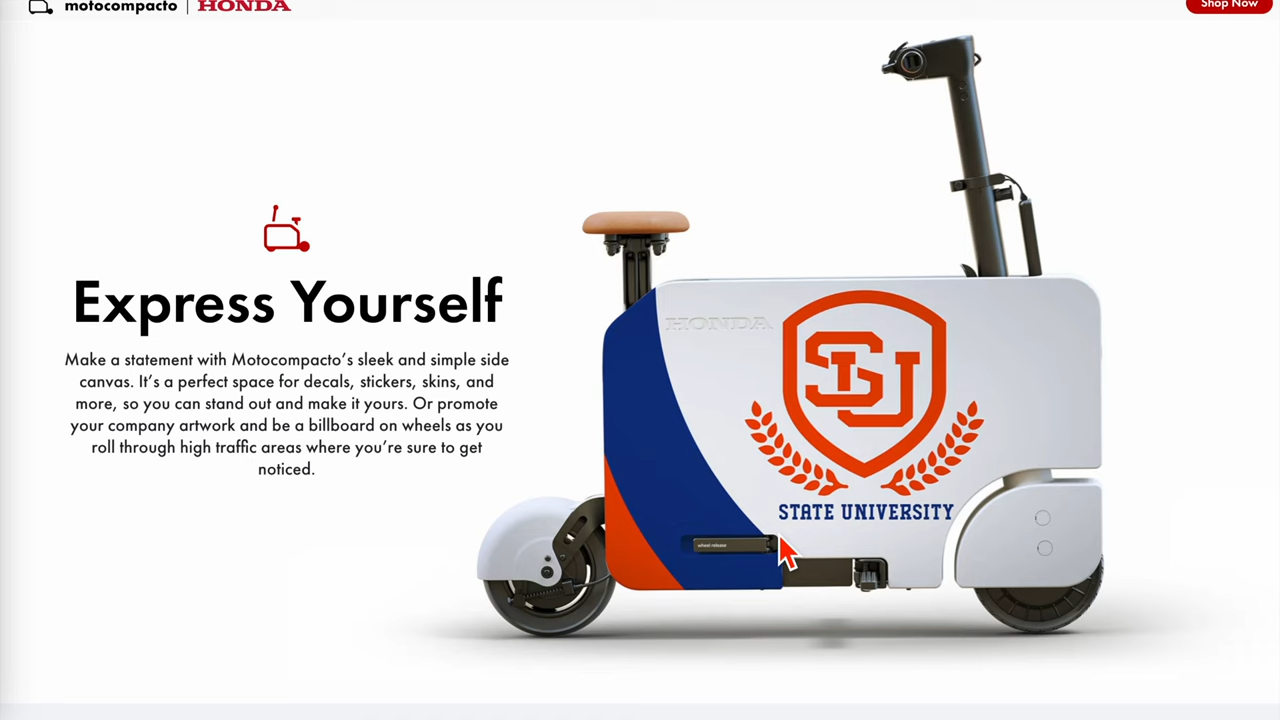 motocompacto | HONDA
Shop Now
Express Yourself
Make a statement with Motocompacto’s sleek and simple side
canvas. It’s a perfect space for decals, stickers, skins, and
more, so you can stand out and make it yours. Or promote
your company artwork and be a billboard on wheels as you
roll through high traffic areas where you’re sure to get
noticed.
HONDA
SU
STATE UNIVERSITY
wheel release